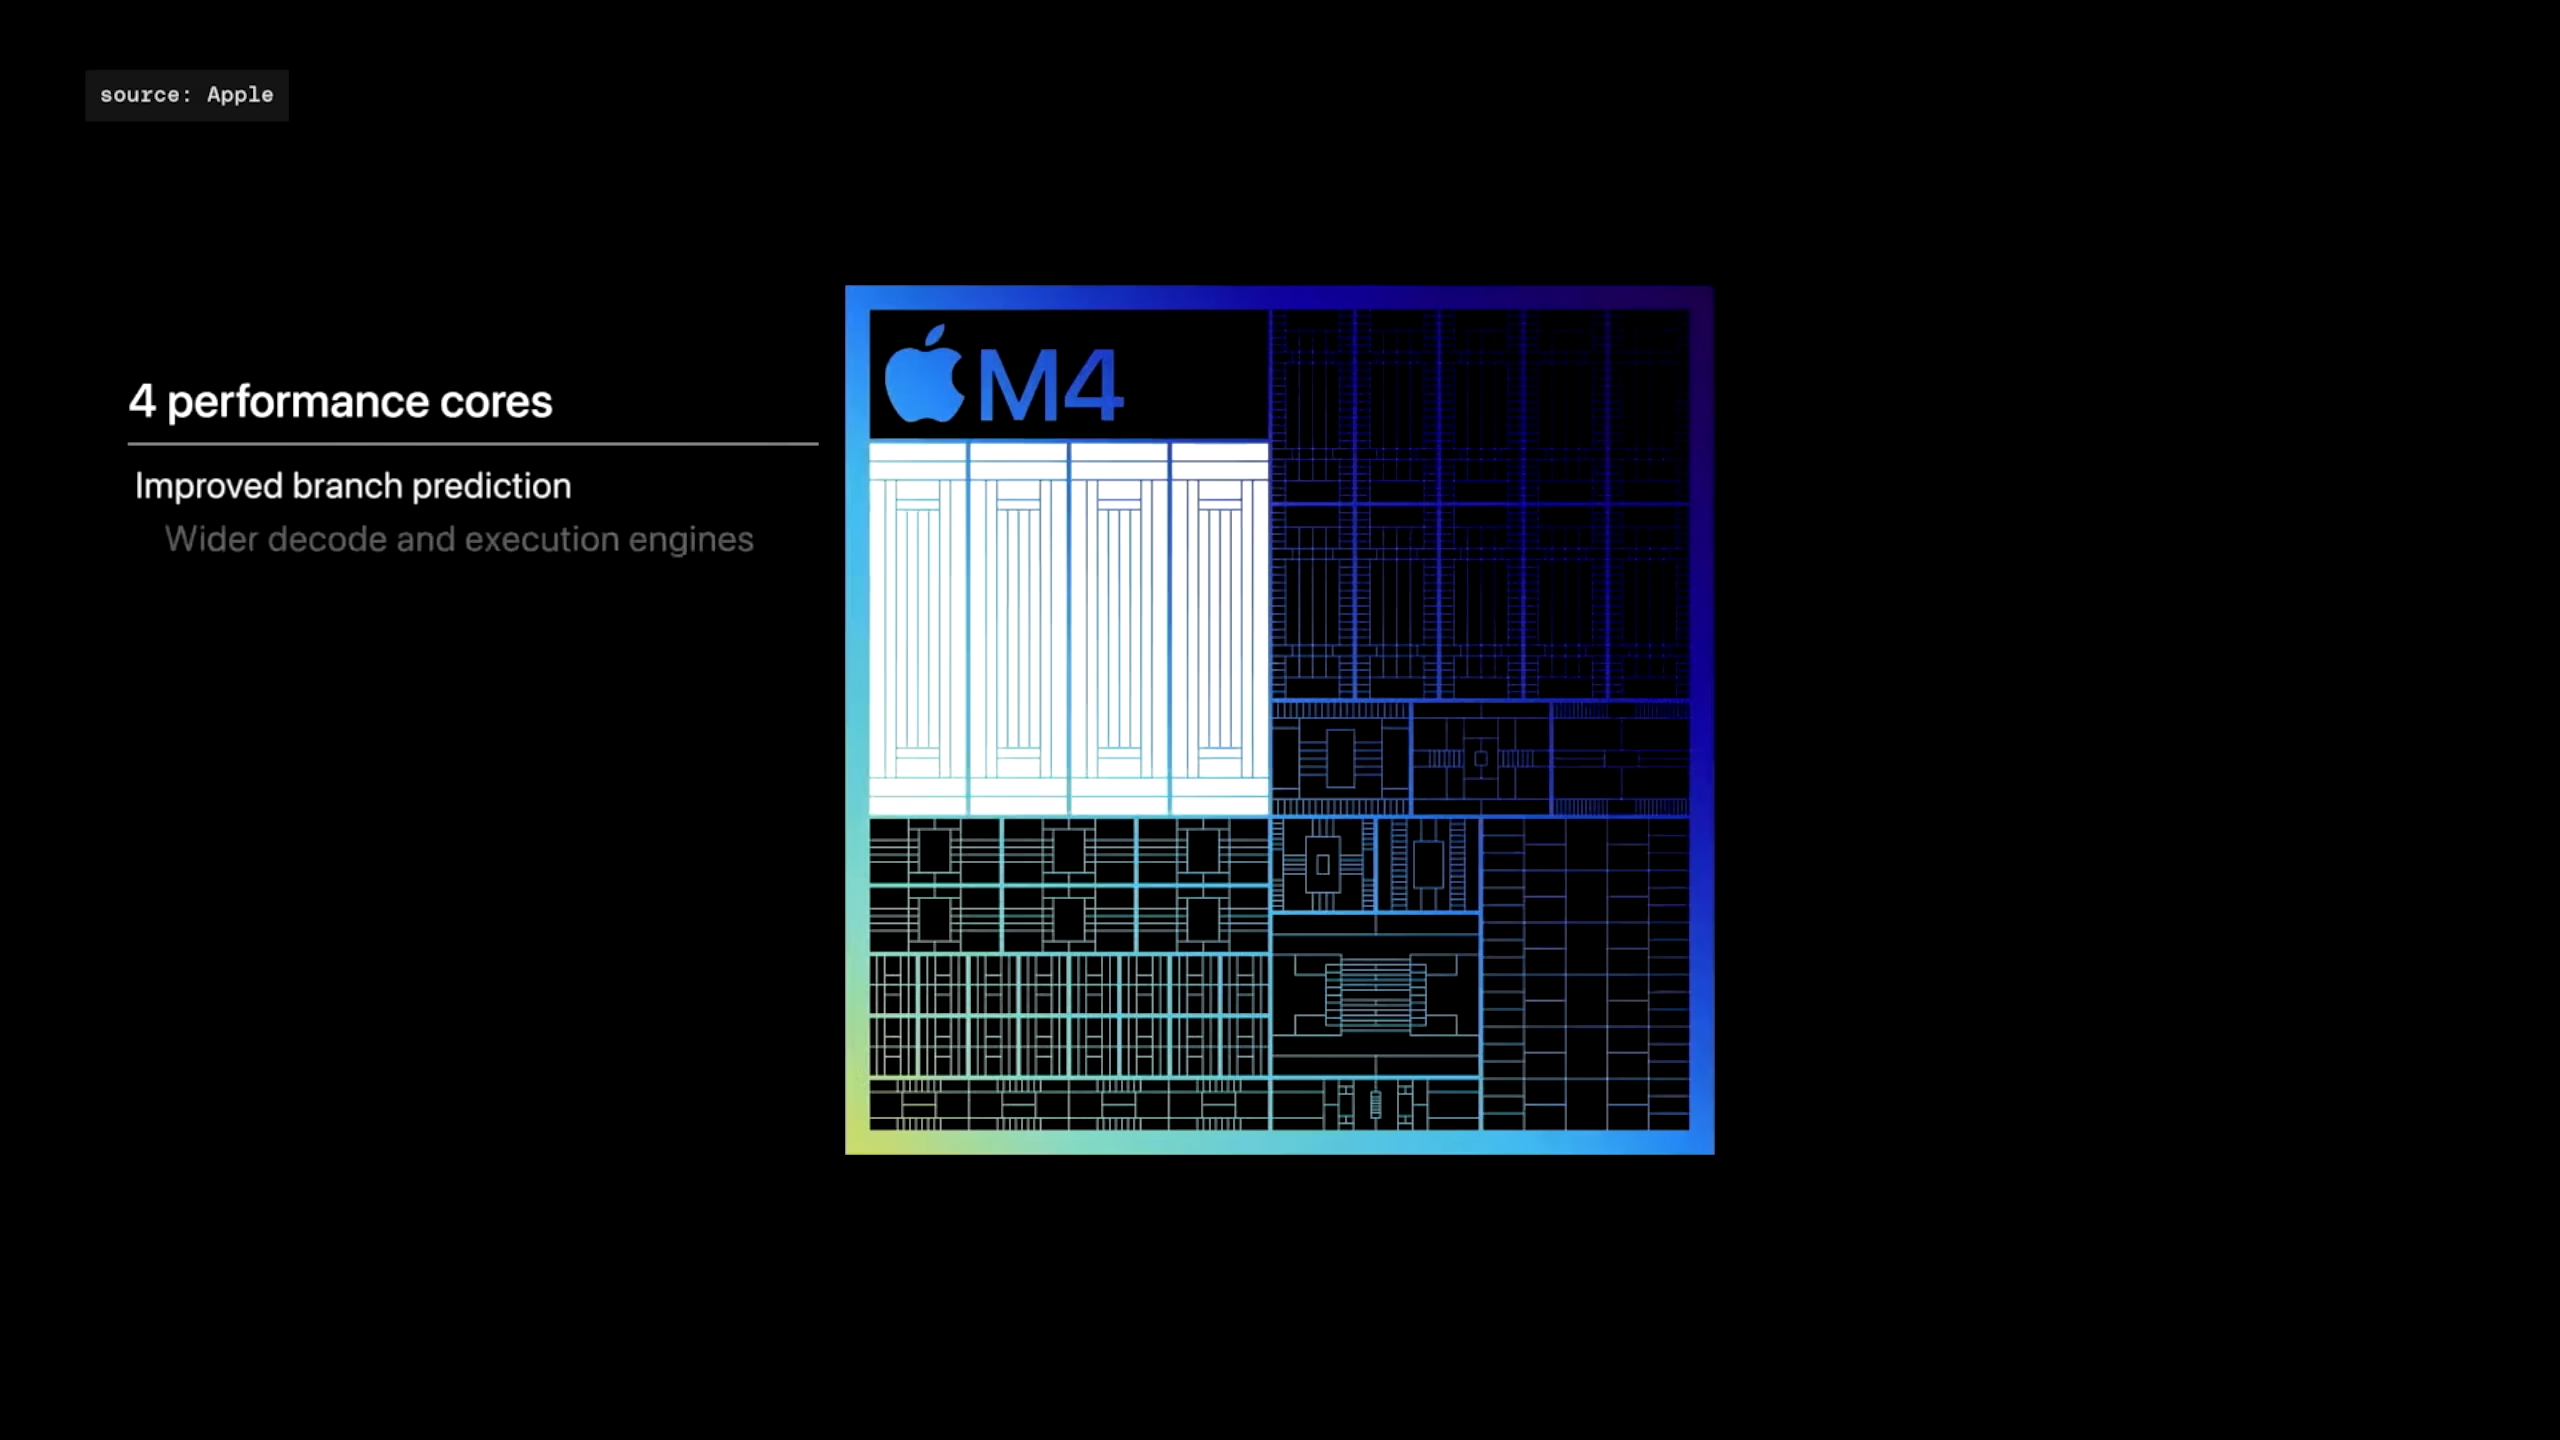 source: Apple
M4
4 performance cores
Improved branch prediction
Wider decode and execution engines